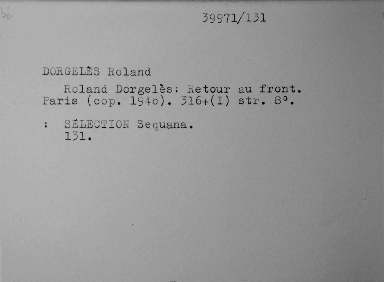 39971/131
DORGELÈS Roland
Roland Dorgelès: Retour au front.
Paris (cop. 1940). 316+(I) str. 8°.
: SÉLECTION Sequana.
131.